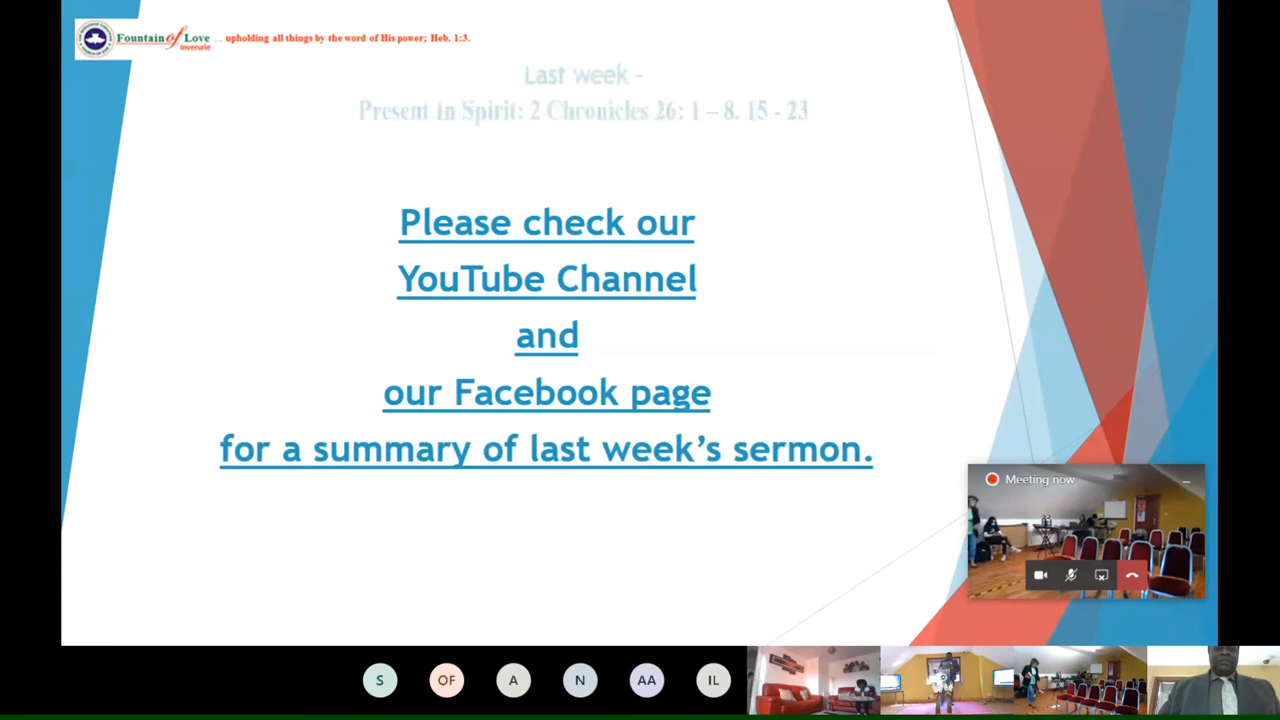 Fountain of Love ... upholding all things by the word of His power; Heb. 1:3.
Inverurie
Last week -
Present In Spirit: 2 Chronicles 26: 1 – 8. 15 - 23
Please check our
YouTube Channel
and
our Facebook page
for a summary of last week’s sermon.
Meeting now
S OF A N AA IL